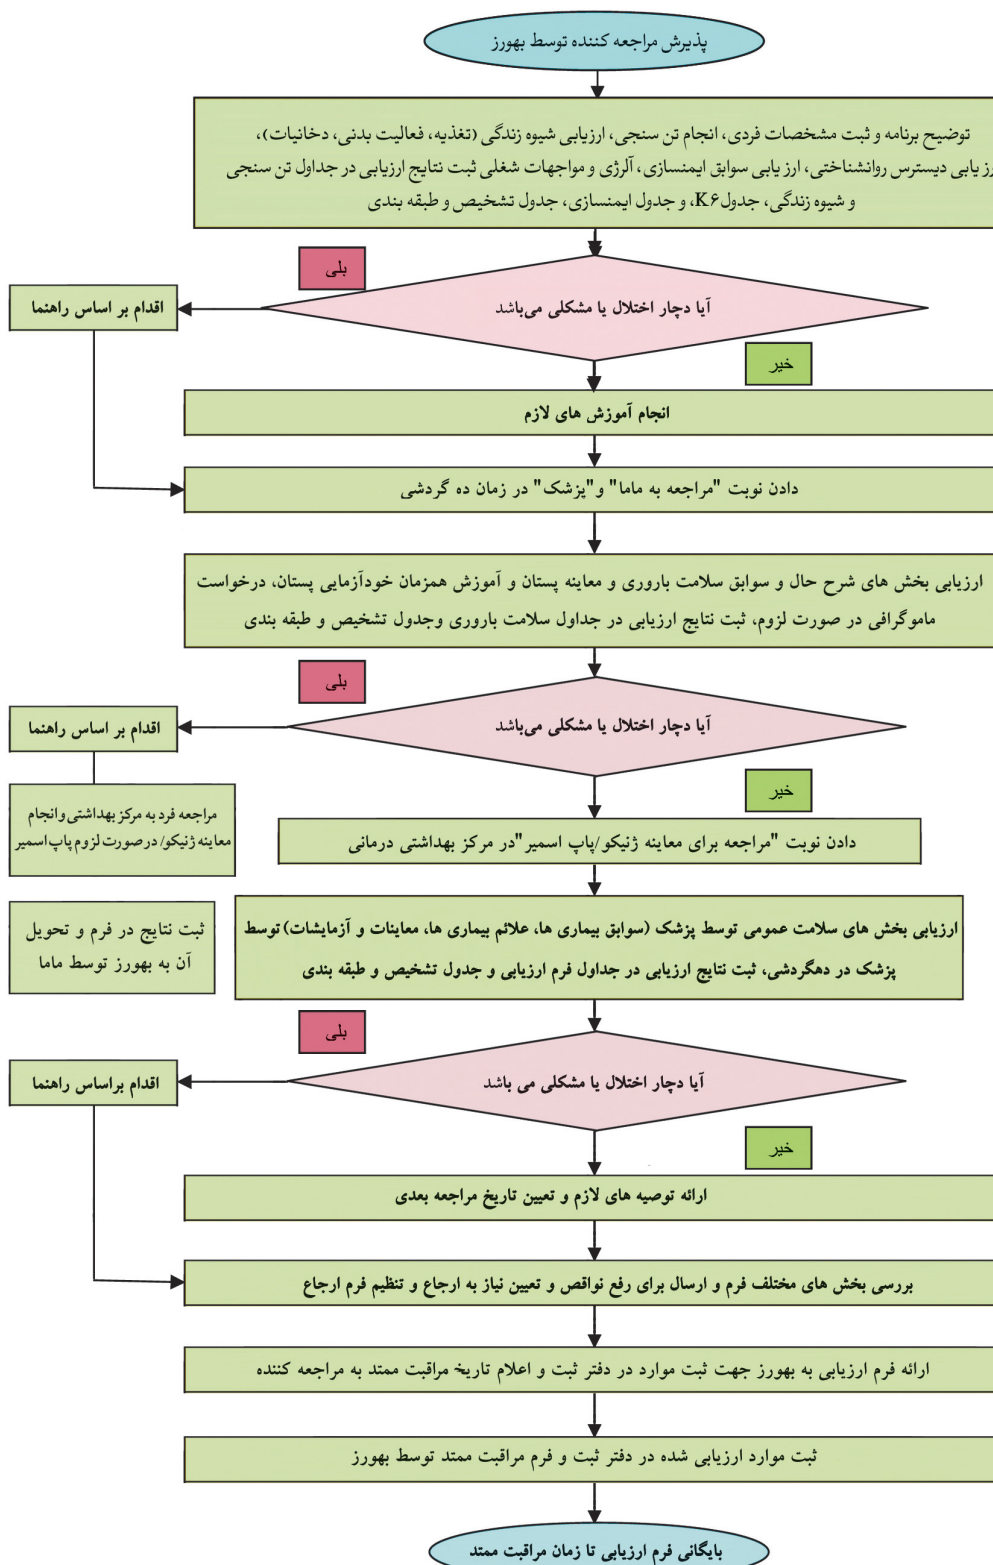 پذیرش مراجعه کننده توسط بهورز
توضیح برنامه و ثبت مشخصات فردی، انجام تن سنجی، ارزیابی شیوه زندگی (تغذیه، فعالیت بدنی، دخانیات)،
رزیابی دیسترس روانشناختی، ارزیابی سوابق ایمنسازی، آلرژی و مواجهات شغلی ثبت نتایج ارزیابی در جداول تن سنجی
و شیوه زندگی، جدول K۶، و جدول ایمنسازی، جدول تشخیص و طبقه بندی
بلی
آیا دچار اختلال یا مشکلی می‌باشد
اقدام بر اساس راهنما
خیر
انجام آموزش های لازم
دادن نوبت "مراجعه به ماما" و"پزشک" در زمان ده گردشی
ارزیابی بخش های شرح حال و سوابق سلامت باروری و معاینه پستان و آموزش همزمان خودآزمایی پستان، درخواست
ماموگرافی در صورت لزوم، ثبت نتایج ارزیابی در جداول سلامت باروری وجدول تشخیص و طبقه بندی
بلی
آیا دچار اختلال یا مشکلی می‌باشد
اقدام بر اساس راهنما
خیر
مراجعه فرد به مرکز بهداشتی وانجام
معاینه ژنیکو/ درصورت لزوم پاپ اسمیر
دادن نوبت "مراجعه برای معاینه ژنیکو/پاپ اسمیر"در مرکز بهداشتی درمانی
ارزیابی بخش های سلامت عمومی توسط پزشک (سوابق بیماری ها، علائم بیماری ها، معاینات و آزمایشات) توسط
پزشک در دهگردشی، ثبت نتایج ارزیابی در جداول فرم ارزیابی و جدول تشخیص و طبقه بندی
ثبت نتایج در فرم و تحویل
آن به بهورز توسط ماما
بلی
آیا دچار اختلال یا مشکلی می باشد
اقدام براساس راهنما
خیر
ارائه توصیه های لازم و تعیین تاریخ مراجعه بعدی
بررسی بخش های مختلف فرم و ارسال برای رفع نواقص و تعیین نیاز به ارجاع و تنظیم فرم ارجاع
ارائه فرم ارزیابی به بهورز جهت ثبت موارد در دفتر ثبت و اعلام تاریخ مراقبت ممتد به مراجعه کننده
ثبت موارد ارزیابی شده در دفتر ثبت و فرم مراقبت ممتد توسط بهورز
بایگانی فرم ارزیابی تا زمان مراقبت ممتد